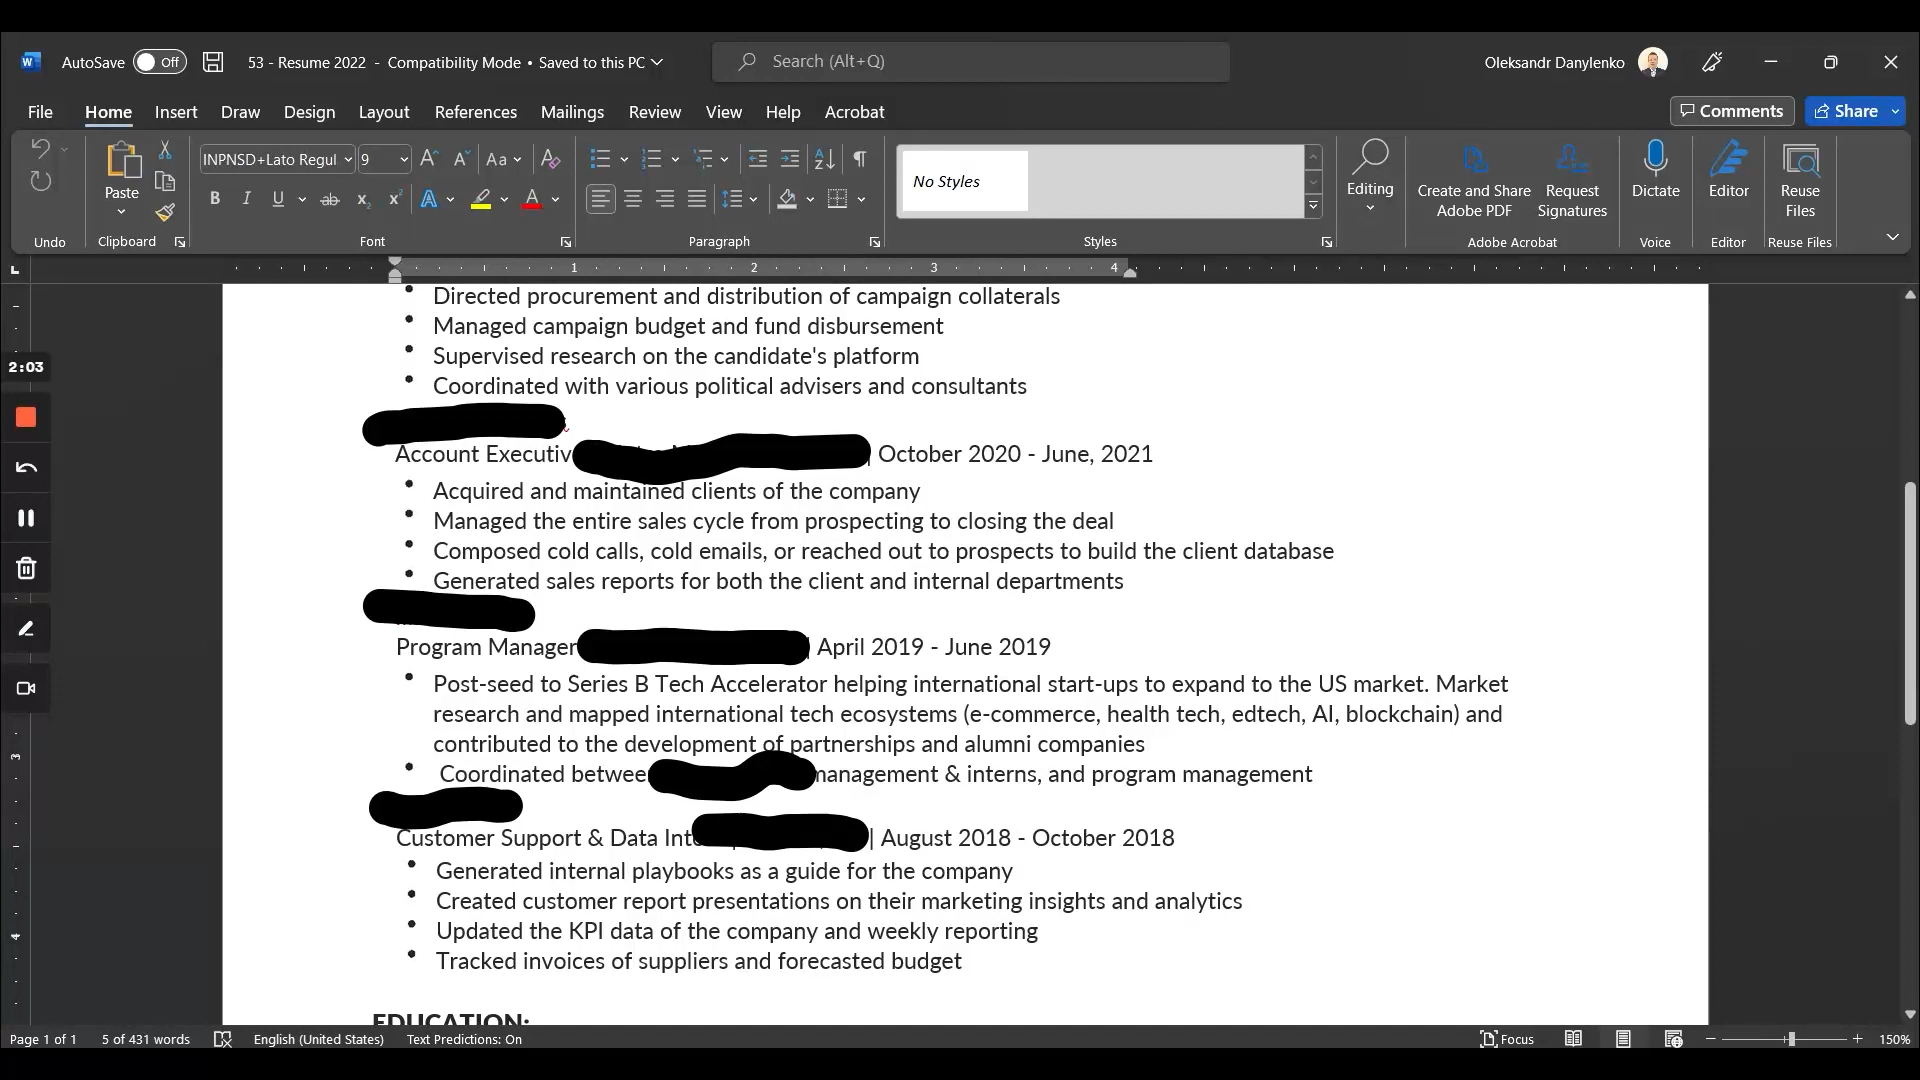 AutoSave Off 53 - Resume 2022 - Compatibility Mode • Saved to this PC Search (Alt+Q) Oleksandr Danylenko
File Home Insert Draw Design Layout References Mailings Review View Help Acrobat Comments Share
INPNSD+Lato Regul 9 Aa
Paste
No Styles
Editing
Create and Share
Adobe PDF
Request
Signatures
Dictate
Editor
Reuse
Files
Undo Clipboard Font Paragraph Styles Adobe Acrobat Voice Editor Reuse Files
1 2 3 4
Directed procurement and distribution of campaign collaterals
Managed campaign budget and fund disbursement
2:03
Supervised research on the candidate's platform
Coordinated with various political advisers and consultants
Account Executiv | October 2020 - June, 2021
Acquired and maintained clients of the company
Managed the entire sales cycle from prospecting to closing the deal
Composed cold calls, cold emails, or reached out to prospects to build the client database
Generated sales reports for both the client and internal departments
Program Manager | April 2019 - June 2019
Post-seed to Series B Tech Accelerator helping international start-ups to expand to the US market. Market
research and mapped international tech ecosystems (e-commerce, health tech, edtech, AI, blockchain) and
contributed to the development of partnerships and alumni companies
Coordinated betwee management & interns, and program management
Customer Support & Data Int | August 2018 - October 2018
Generated internal playbooks as a guide for the company
Created customer report presentations on their marketing insights and analytics
Updated the KPI data of the company and weekly reporting
Tracked invoices of suppliers and forecasted budget
EDUCATION:
Page 1 of 1 5 of 431 words English (United States) Text Predictions: On Focus 150%